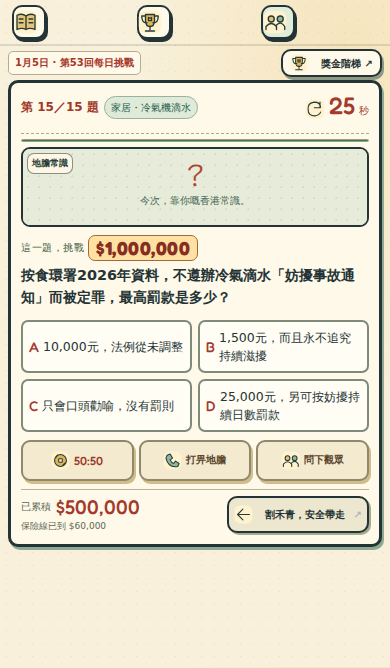 1月5日・第53回每日挑戰
獎金階梯 ↗
第 15／15 題 家居·冷氣機滴水 25 秒
地膽常識
?
今次，靠你嘅香港常識。
這一題，挑戰 $1,000,000
按食環署2026年資料，不遵辦冷氣滴水「妨擾事故通
知」而被定罪，最高罰款是多少？
A 10,000元，法例從未調整
B 1,500元，而且永不追究
持續滋擾
C 只會口頭勸喻，沒有罰則
D 25,000元，另可按妨擾持
續日數罰款
50:50
打界地膽
問下觀眾
已累積 $500,000
保險線已到 $60,000
← 割禾青，安全帶走 ↗